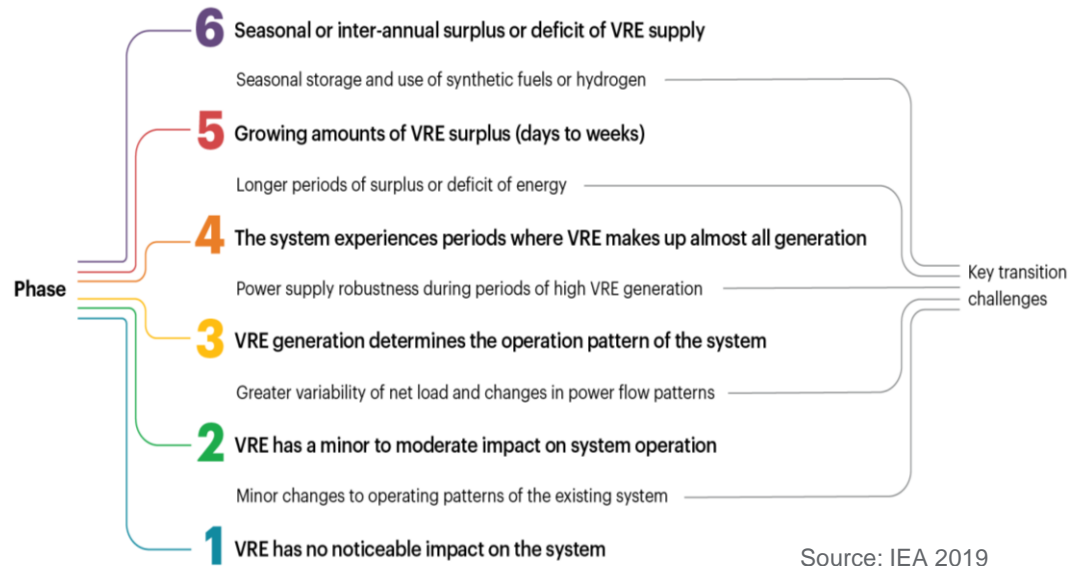 6 Seasonal or inter-annual surplus or deficit of VRE supply
Seasonal storage and use of synthetic fuels or hydrogen
5 Growing amounts of VRE surplus (days to weeks)
Longer periods of surplus or deficit of energy
4 The system experiences periods where VRE makes up almost all generation
Phase
Power supply robustness during periods of high VRE generation
Key transition
challenges
3 VRE generation determines the operation pattern of the system
Greater variability of net load and changes in power flow patterns
2 VRE has a minor to moderate impact on system operation
Minor changes to operating patterns of the existing system
1 VRE has no noticeable impact on the system
Source: IEA 2019